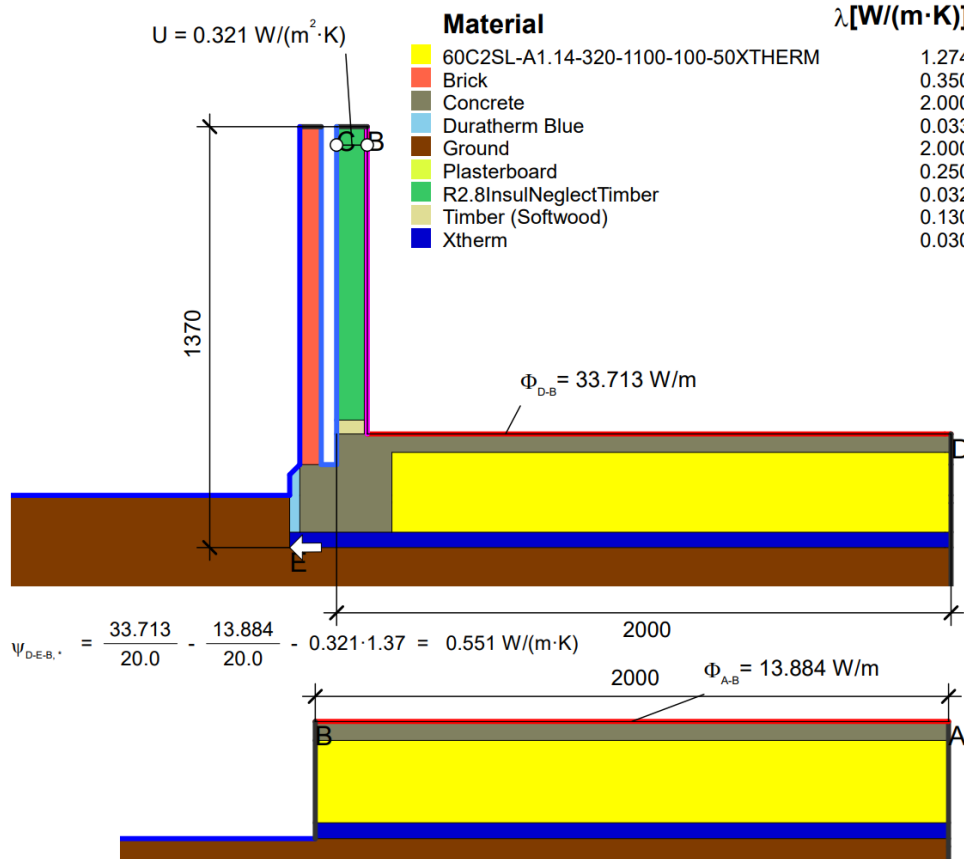 U = 0.321 W/(m²·K)
Material λ[W/(m·K)]
60C2SL-A1.14-320-1100-100-50XTHERM 1.274
Brick 0.350
Concrete 2.000
Duratherm Blue 0.033
Ground 2.000
Plasterboard 0.250
R2.8InsulNeglectTimber 0.032
Timber (Softwood) 0.130
Xtherm 0.030
C B
1370
Φ_D-B = 33.713 W/m
D
E
2000
ψ_D-E-B,* = 33.713/20.0 - 13.884/20.0 - 0.321·1.37 = 0.551 W/(m·K)
2000
Φ_A-B = 13.884 W/m
B A